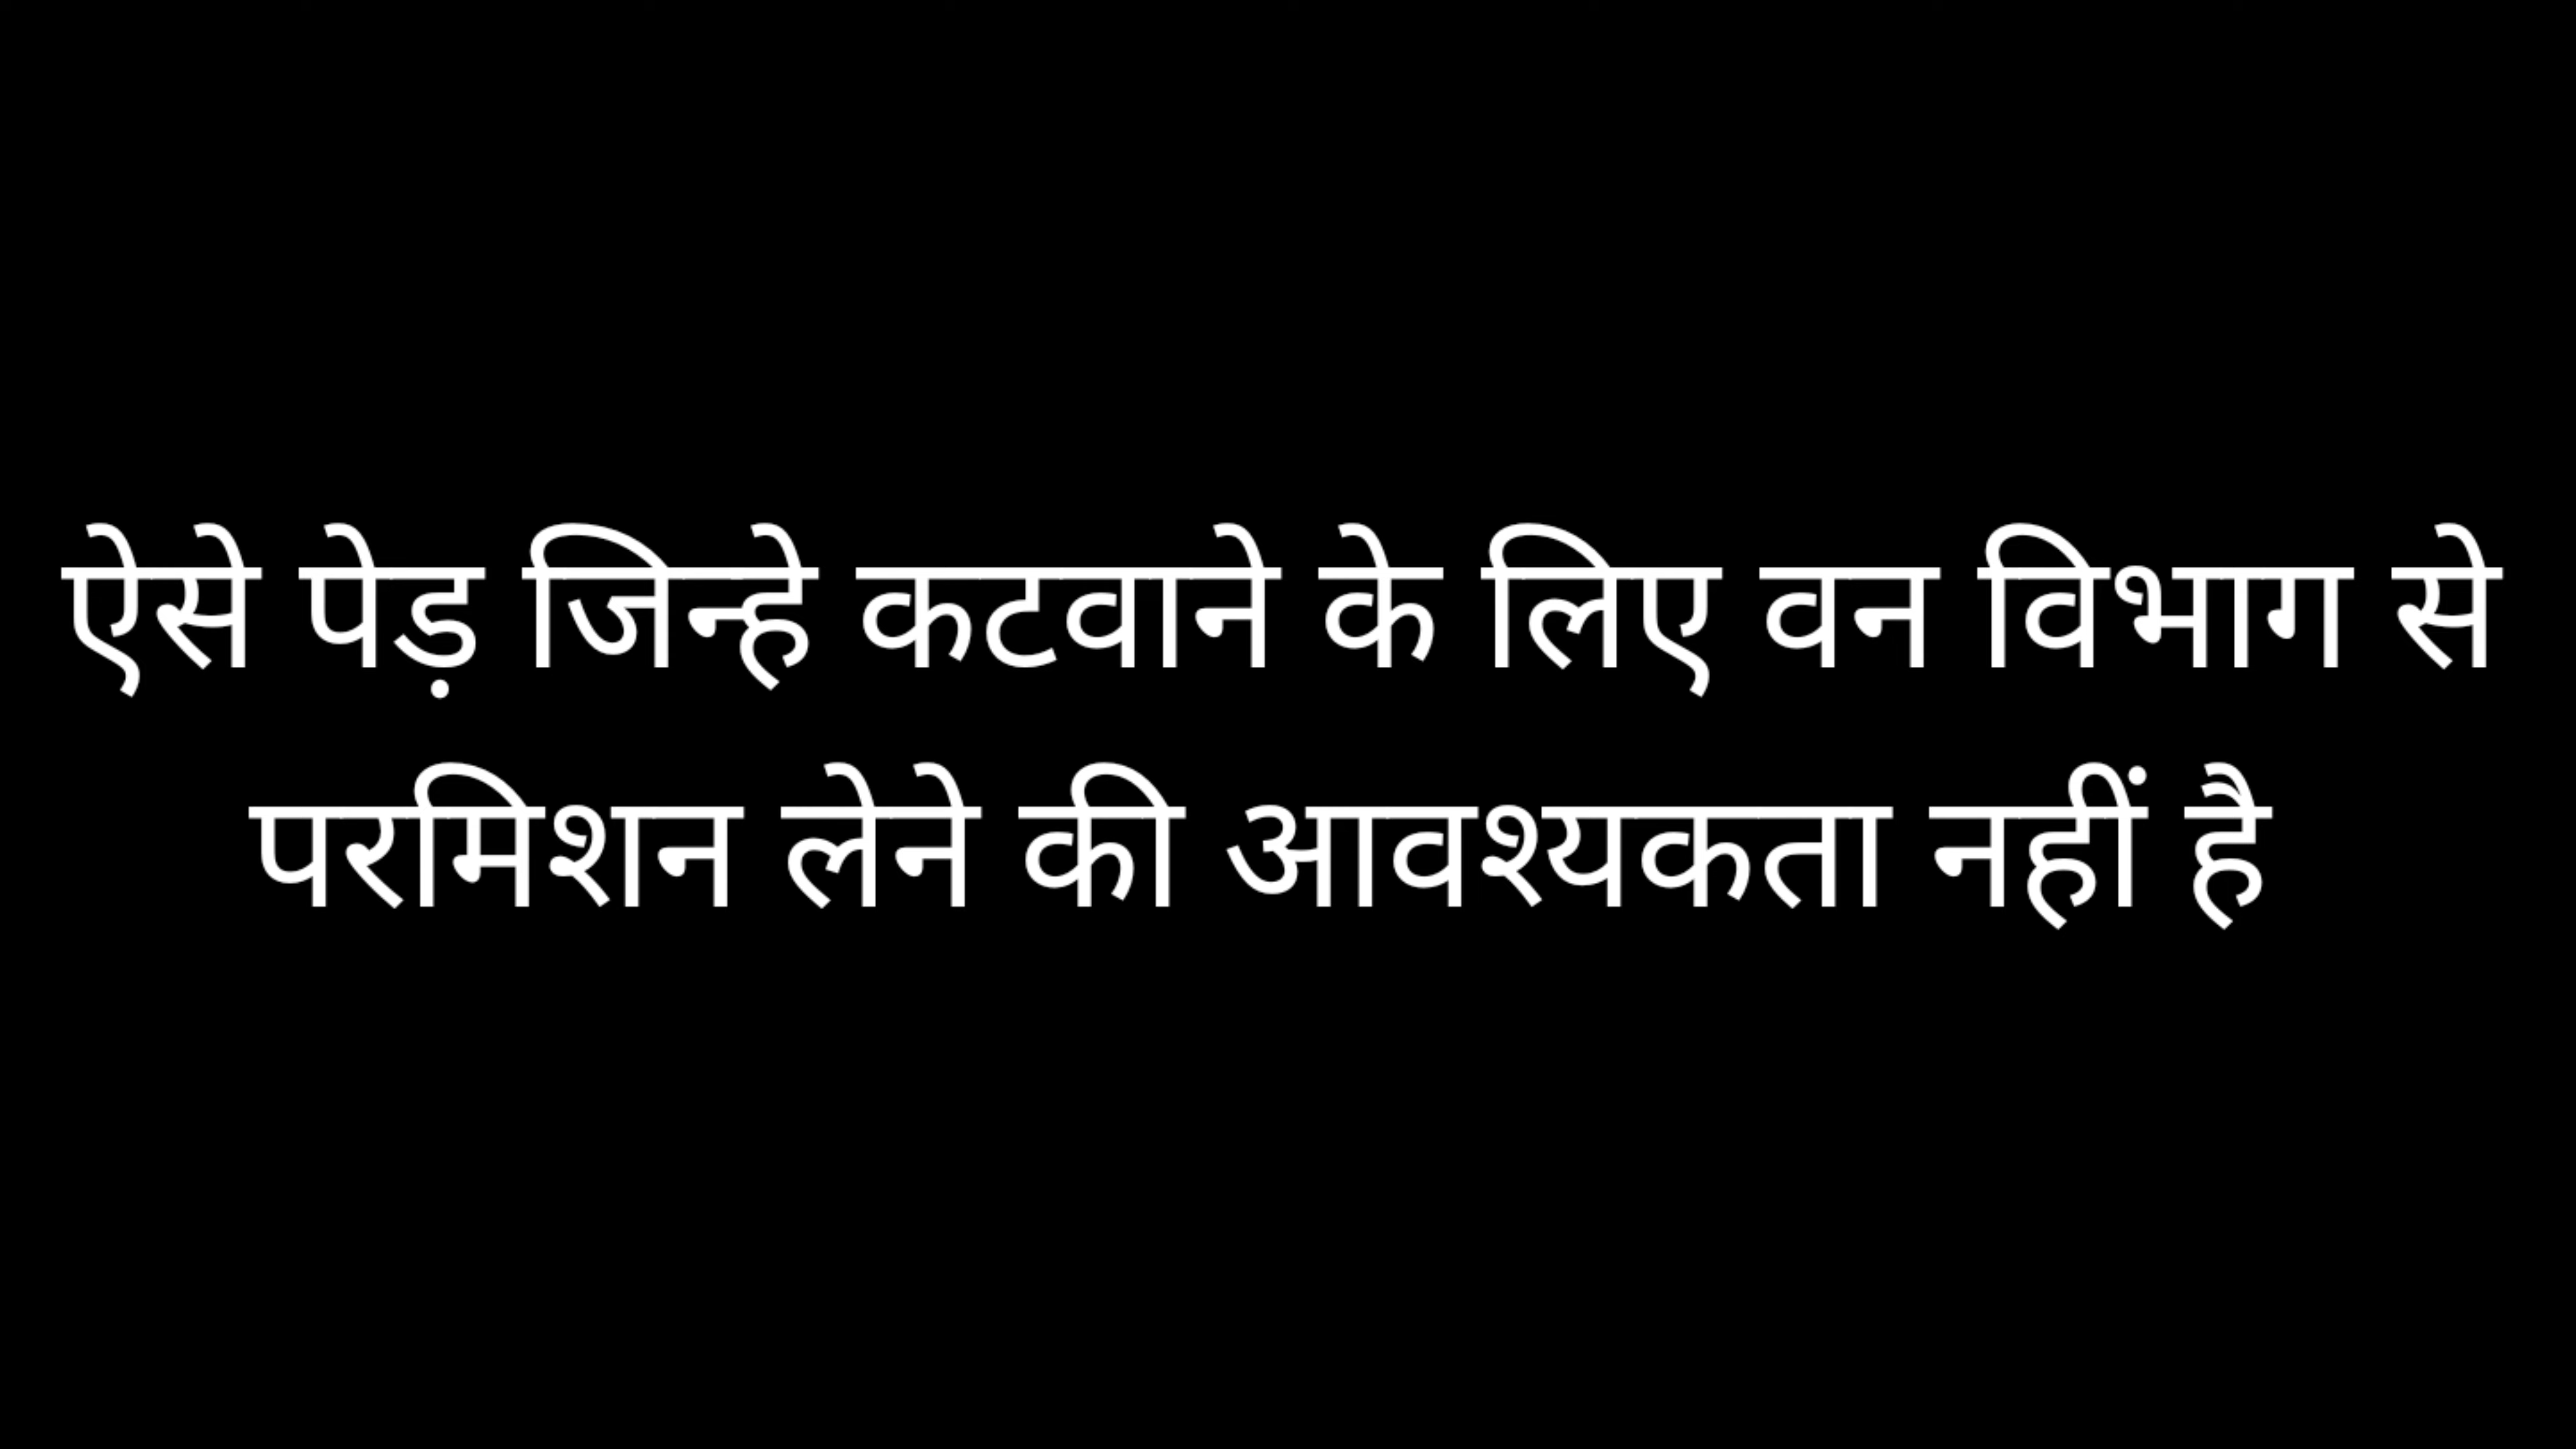 ऐसे पेड़ जिन्हे कटवाने के लिए वन विभाग से
परमिशन लेने की आवश्यकता नहीं है